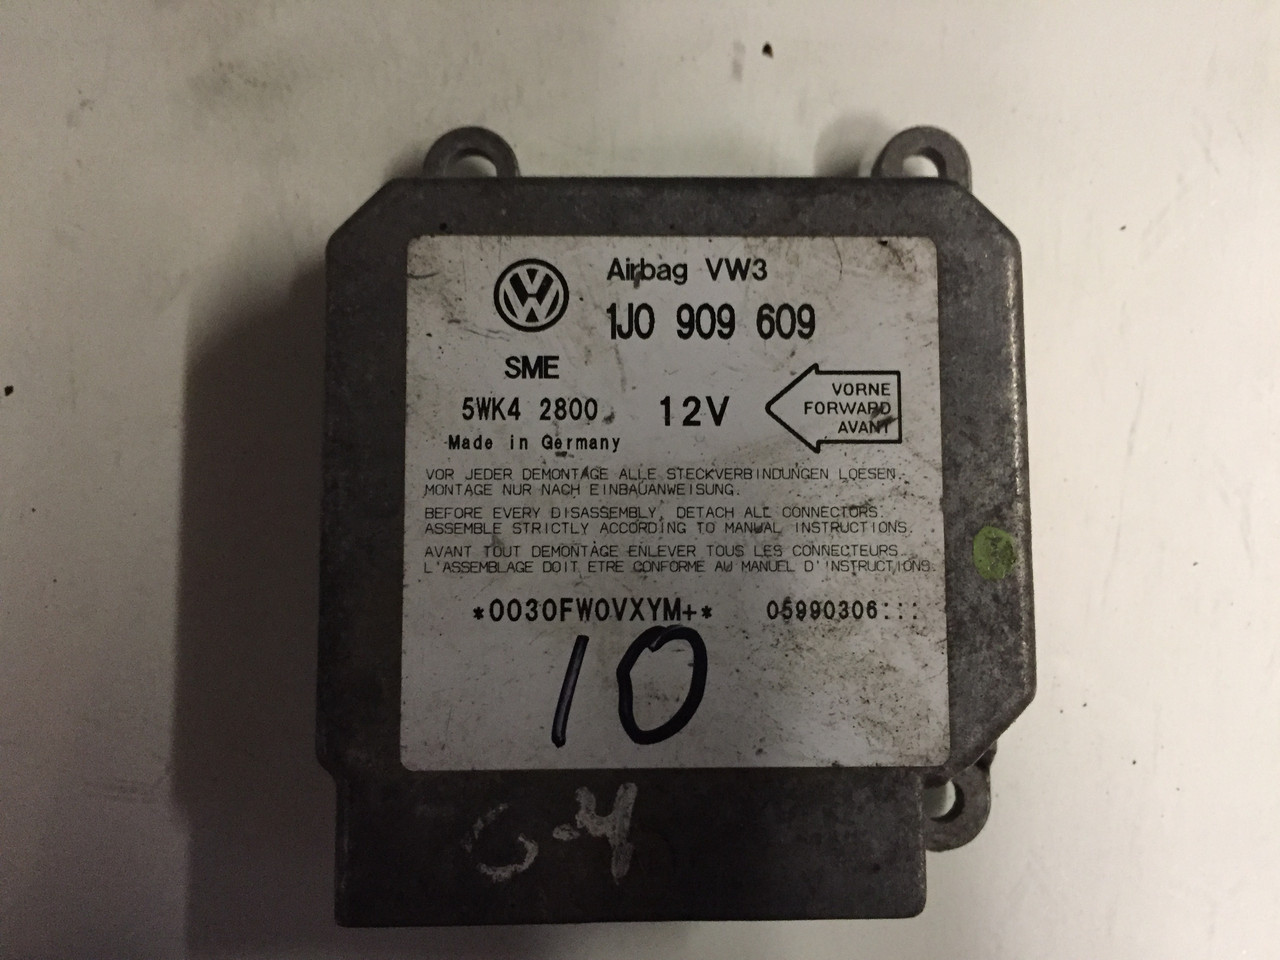 Airbag VW3
1J0 909 609
SME
5WK4 2800 12V
Made in Germany
VORNE
FORWARD
AVANT
VOR JEDER DEMONTAGE ALLE STECKVERBINDUNGEN LOESEN.
MONTAGE NUR NACH EINBAUANWEISUNG.
BEFORE EVERY DISASSEMBLY, DETACH ALL CONNECTORS.
ASSEMBLE STRICTLY ACCORDING TO MANUAL INSTRUCTIONS.
AVANT TOUT DEMONTAGE ENLEVER TOUS LES CONNECTEURS.
L'ASSEMBLAGE DOIT ETRE CONFORME AU MANUEL D'INSTRUCTIONS.
*0030FW0VXYM+* 05990306:::
10